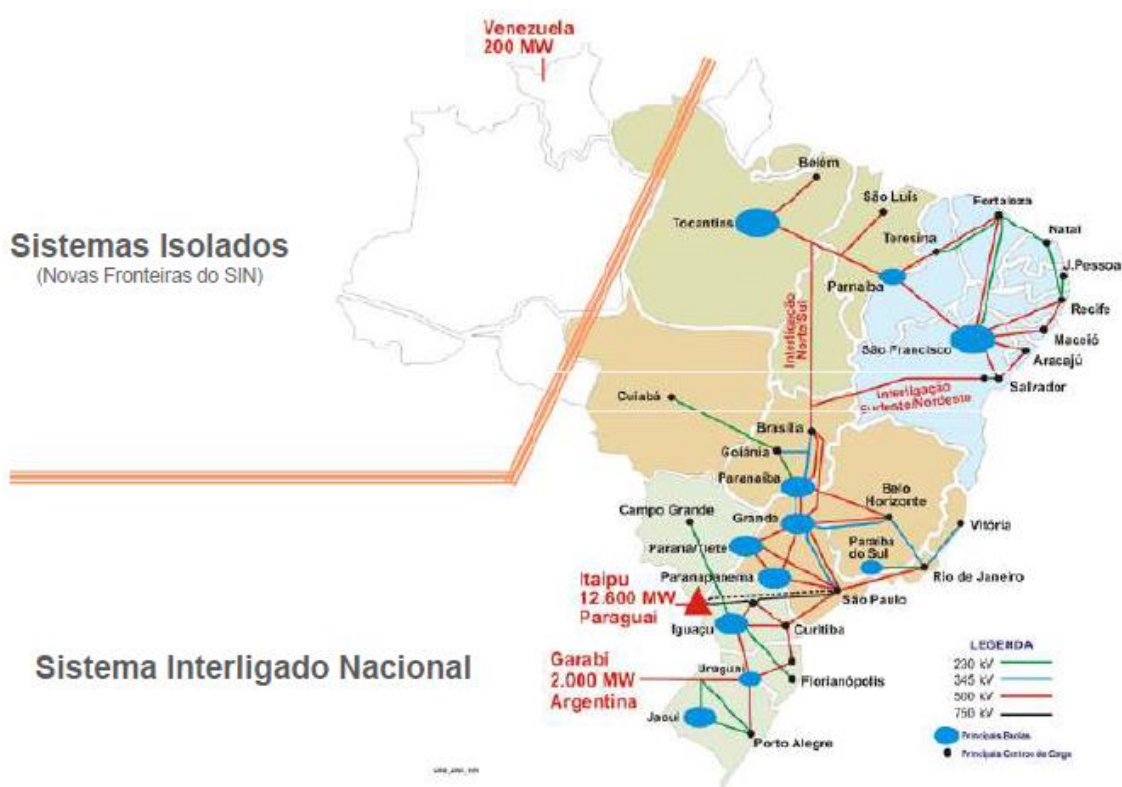 Venezuela
200 MW
Belém
São Luís
Fortaleza
Tocantins
Teresina
Natal
Sistemas Isolados
(Novas Fronteiras do SIN)
J.Pessoa
Parnaíba
Recife
Interligação
Norte/Sul
São Francisco
Maceió
Aracajú
Salvador
Interligação
Sudeste/Nordeste
Cuiabá
Brasília
Goiânia
Paranaíba
Belo
Horizonte
Campo Grande
Grande
Vitória
Paraná/Tietê
Paraíba
do Sul
Paranapanema
Rio de Janeiro
Itaipu
12.600 MW
Paraguai
São Paulo
Iguaçu
Curitiba
Sistema Interligado Nacional
Garabi
2.000 MW
Argentina
Uruguai
Florianópolis
Jacuí
Porto Alegre
LEGENDA
230 kV
345 kV
500 kV
750 kV
Principais Bacias
Principais Centros de Carga